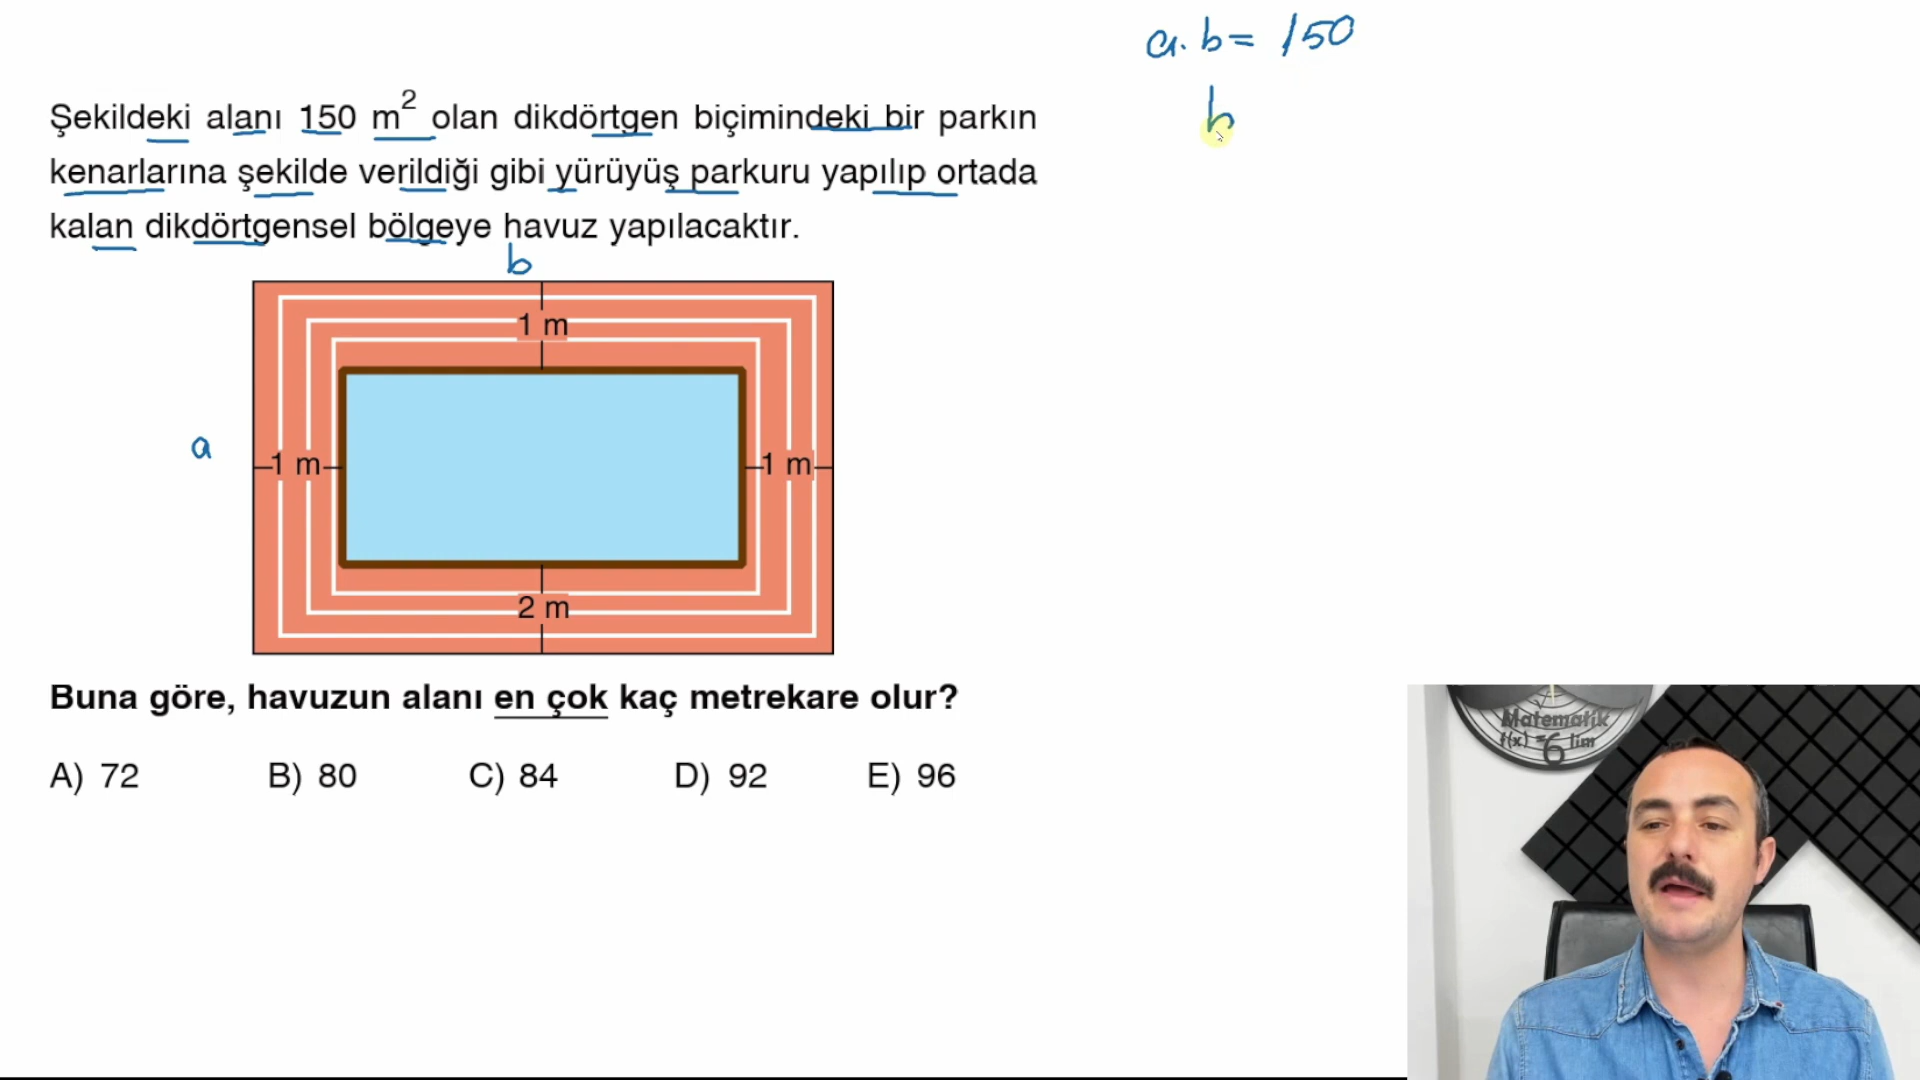 a. b = 150
b
Şekildeki alanı 150 m² olan dikdörtgen biçimindeki bir parkın
kenarlarına şekilde verildiği gibi yürüyüş parkuru yapılıp ortada
kalan dikdörtgensel bölgeye havuz yapılacaktır.
b
1 m
a
1 m
1 m
2 m
Buna göre, havuzun alanı en çok kaç metrekare olur?
A) 72 B) 80 C) 84 D) 92 E) 96
Matematik
f(x) = 6 lim